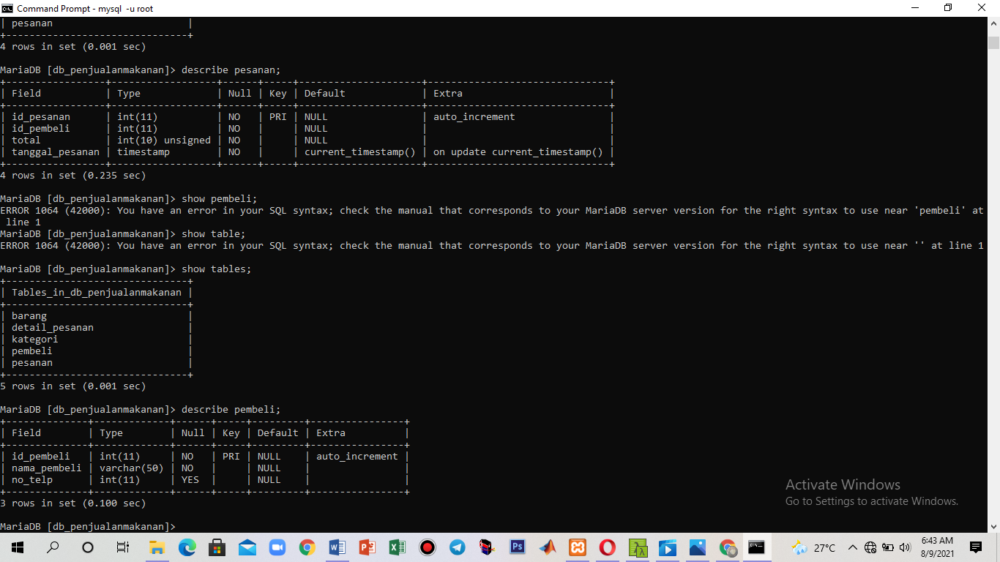 Command Prompt - mysql -u root
| pesanan                      |
+------------------------------+
4 rows in set (0.001 sec)
MariaDB [db_penjualanmakanan]> describe pesanan;
+-----------------+------------------+------+-----+---------------------+-------------------------------+
| Field           | Type             | Null | Key | Default             | Extra                         |
+-----------------+------------------+------+-----+---------------------+-------------------------------+
| id_pesanan      | int(11)          | NO   | PRI | NULL                | auto_increment                |
| id_pembeli      | int(11)          | NO   |     | NULL                |                               |
| total           | int(10) unsigned | NO   |     | NULL                |                               |
| tanggal_pesanan | timestamp        | NO   |     | current_timestamp() | on update current_timestamp() |
+-----------------+------------------+------+-----+---------------------+-------------------------------+
4 rows in set (0.235 sec)
MariaDB [db_penjualanmakanan]> show pembeli;
ERROR 1064 (42000): You have an error in your SQL syntax; check the manual that corresponds to your MariaDB server version for the right syntax to use near 'pembeli' at
 line 1
MariaDB [db_penjualanmakanan]> show table;
ERROR 1064 (42000): You have an error in your SQL syntax; check the manual that corresponds to your MariaDB server version for the right syntax to use near '' at line 1
MariaDB [db_penjualanmakanan]> show tables;
+-------------------------------+
| Tables_in_db_penjualanmakanan |
+-------------------------------+
| barang                        |
| detail_pesanan                |
| kategori                      |
| pembeli                       |
| pesanan                       |
+-------------------------------+
5 rows in set (0.001 sec)
MariaDB [db_penjualanmakanan]> describe pembeli;
+--------------+-------------+------+-----+---------+----------------+
| Field        | Type        | Null | Key | Default | Extra          |
+--------------+-------------+------+-----+---------+----------------+
| id_pembeli   | int(11)     | NO   | PRI | NULL    | auto_increment |
| nama_pembeli | varchar(50) | NO   |     | NULL    |                |
| no_telp      | int(11)     | YES  |     | NULL    |                |
+--------------+-------------+------+-----+---------+----------------+
3 rows in set (0.100 sec)
MariaDB [db_penjualanmakanan]>
Activate Windows
Go to Settings to activate Windows.
27°C
6:43 AM
8/9/2021